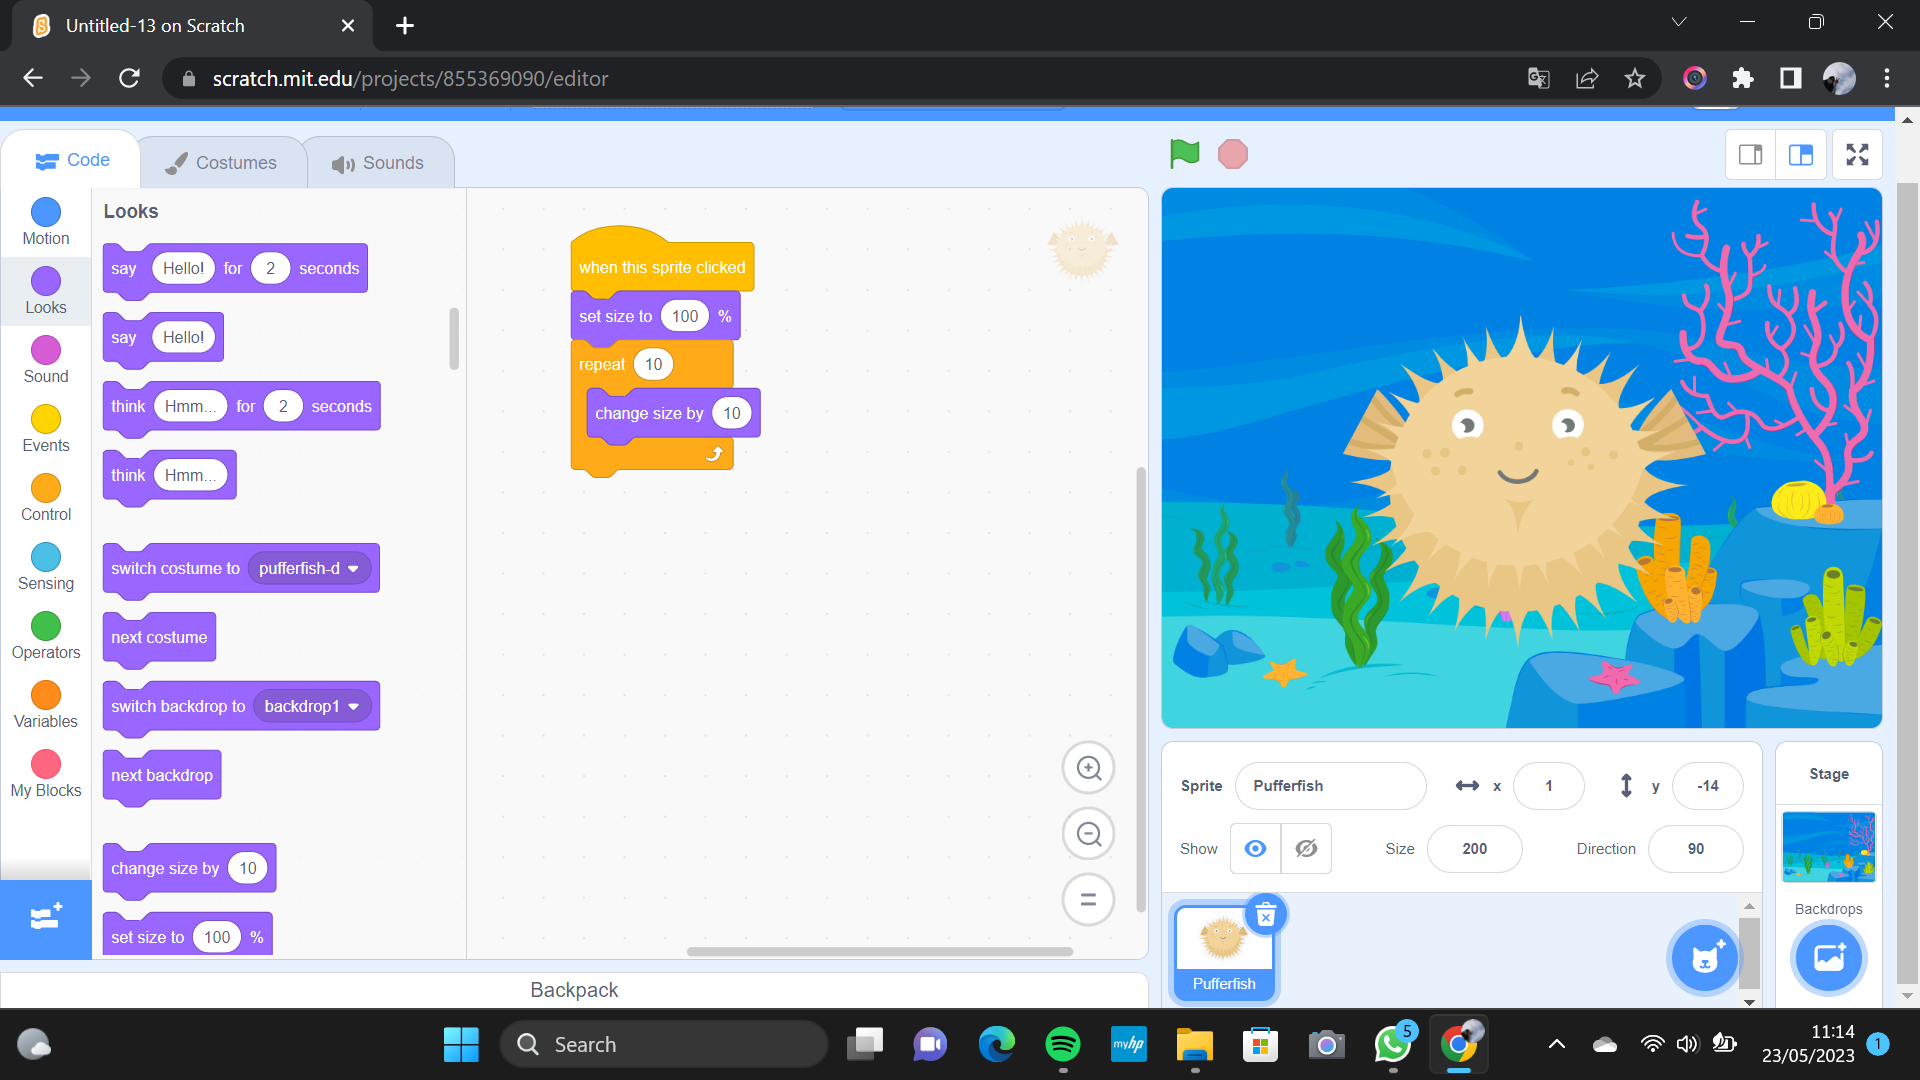 Untitled-13 on Scratch
scratch.mit.edu/projects/855369090/editor
Code
Costumes
Sounds
Motion
Looks
Sound
Events
Control
Sensing
Operators
Variables
My Blocks
Looks
say Hello! for 2 seconds
say Hello!
think Hmm... for 2 seconds
think Hmm...
switch costume to pufferfish-d
next costume
switch backdrop to backdrop1
next backdrop
change size by 10
set size to 100 %
when this sprite clicked
set size to 100 %
repeat 10
change size by 10
Backpack
Sprite Pufferfish x 1 y -14
Show Size 200 Direction 90
Pufferfish
Stage
Backdrops
Search
myhp
5
11:14
23/05/2023
1